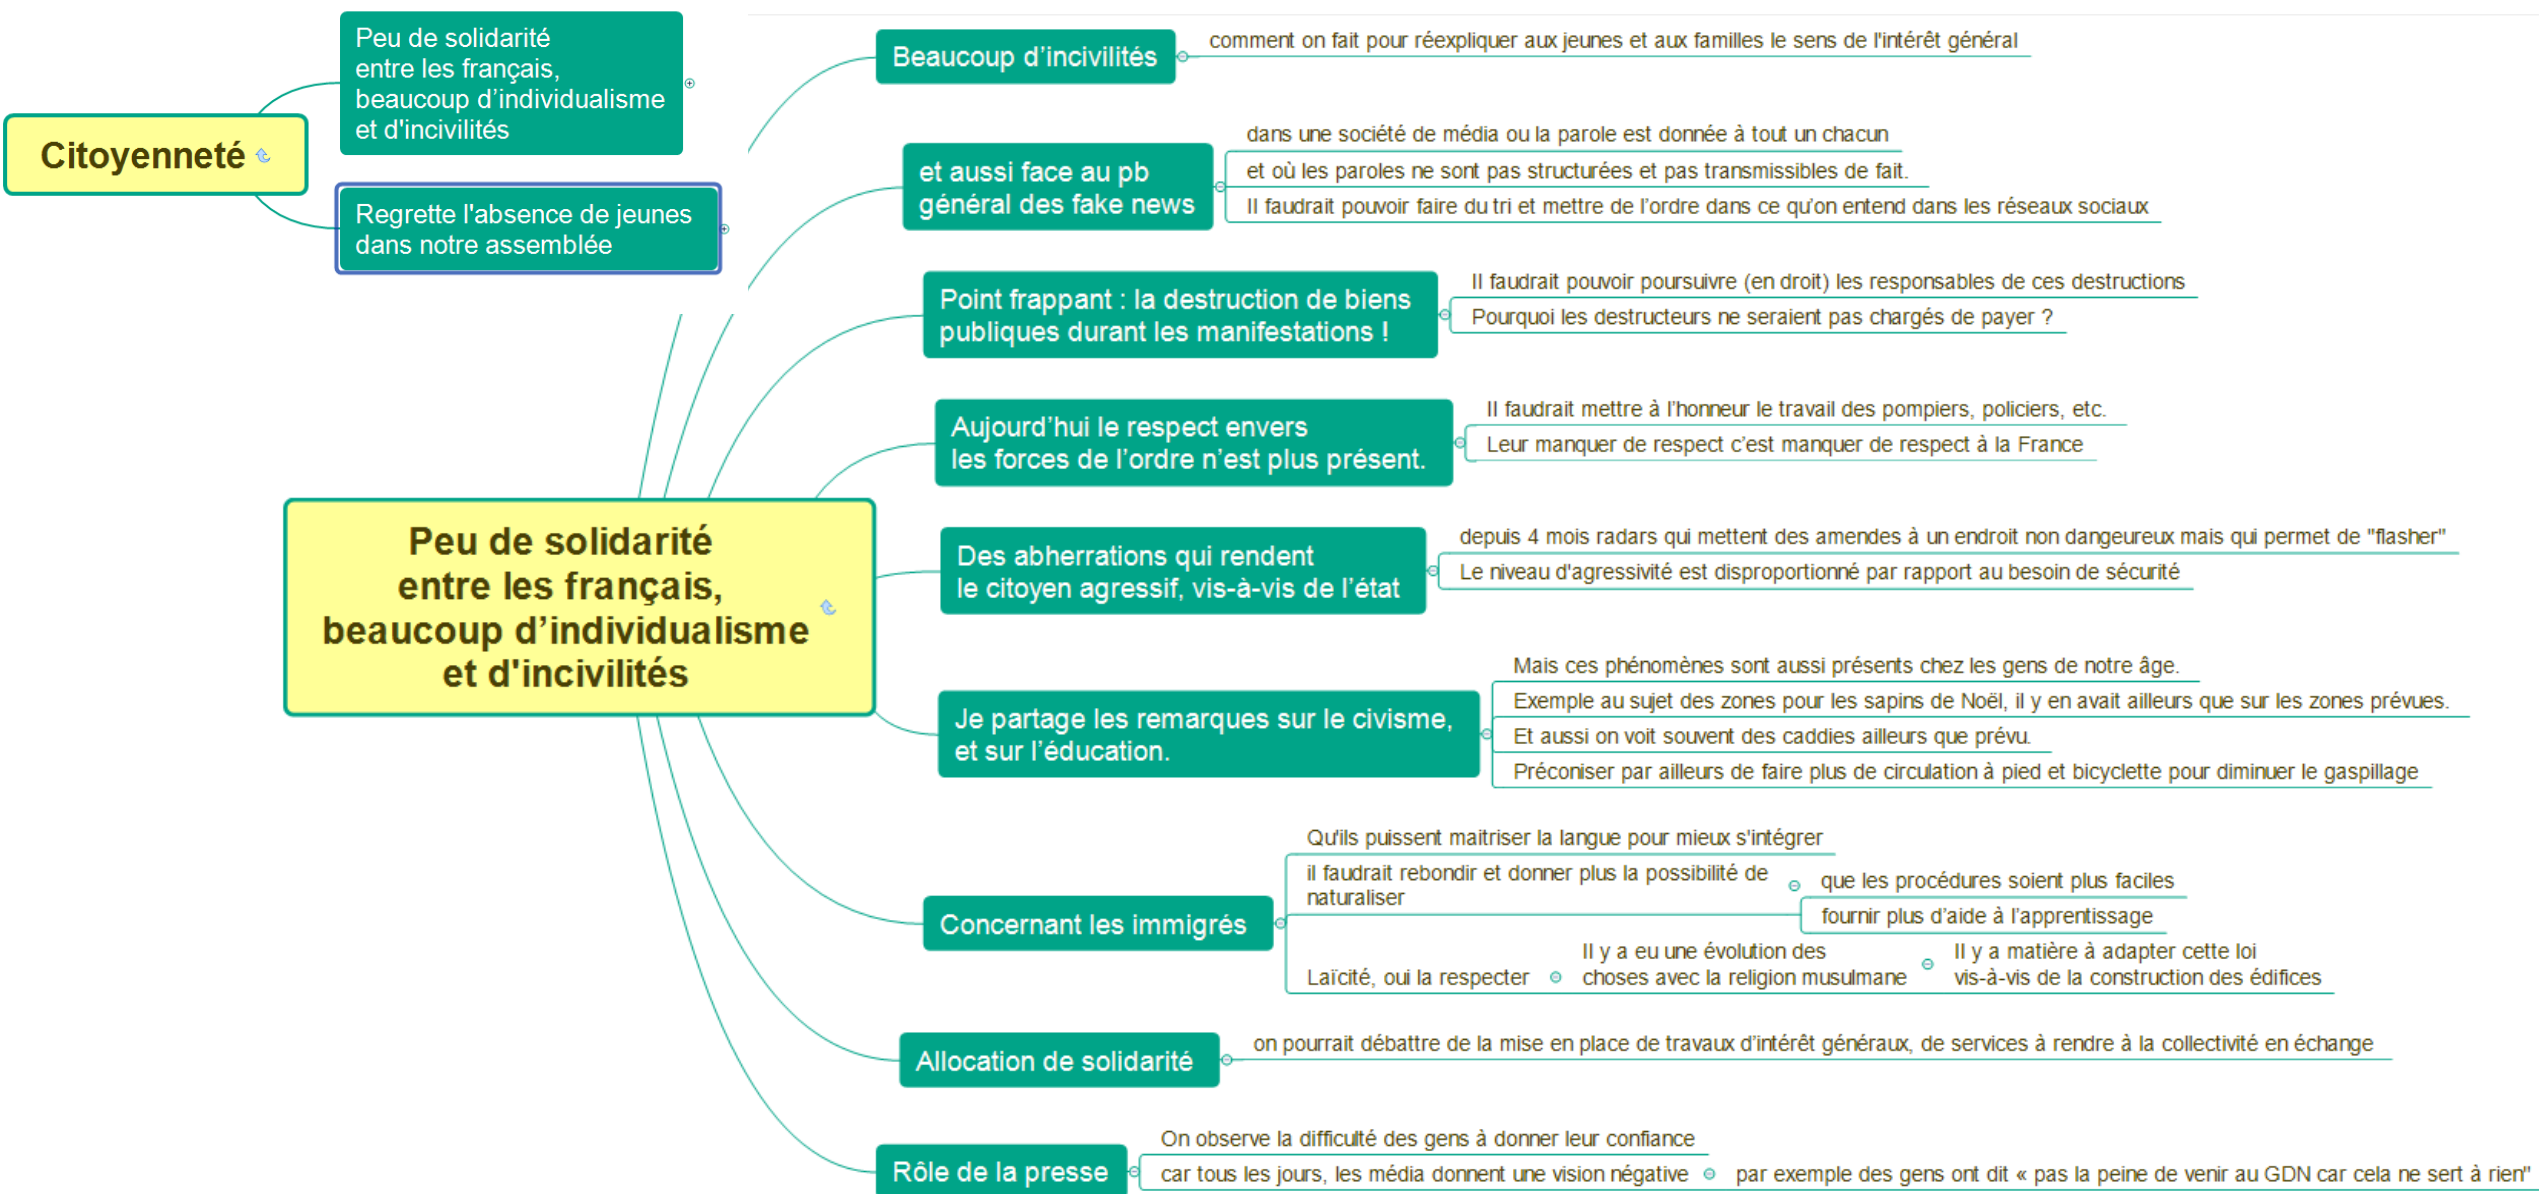 Citoyenneté
Peu de solidarité
entre les français,
beaucoup d’individualisme
et d'incivilités
Regrette l'absence de jeunes
dans notre assemblée
Peu de solidarité
entre les français,
beaucoup d’individualisme
et d'incivilités
Beaucoup d’incivilités
comment on fait pour réexpliquer aux jeunes et aux familles le sens de l'intérêt général
et aussi face au pb
général des fake news
dans une société de média ou la parole est donnée à tout un chacun
et où les paroles ne sont pas structurées et pas transmissibles de fait.
Il faudrait pouvoir faire du tri et mettre de l’ordre dans ce qu’on entend dans les réseaux sociaux
Point frappant : la destruction de biens
publiques durant les manifestations !
Il faudrait pouvoir poursuivre (en droit) les responsables de ces destructions
Pourquoi les destructeurs ne seraient pas chargés de payer ?
Aujourd’hui le respect envers
les forces de l’ordre n’est plus présent.
Il faudrait mettre à l’honneur le travail des pompiers, policiers, etc.
Leur manquer de respect c’est manquer de respect à la France
Des abherrations qui rendent
le citoyen agressif, vis-à-vis de l’état
depuis 4 mois radars qui mettent des amendes à un endroit non dangeureux mais qui permet de "flasher"
Le niveau d'agressivité est disproportionné par rapport au besoin de sécurité
Je partage les remarques sur le civisme,
et sur l’éducation.
Mais ces phénomènes sont aussi présents chez les gens de notre âge.
Exemple au sujet des zones pour les sapins de Noël, il y en avait ailleurs que sur les zones prévues.
Et aussi on voit souvent des caddies ailleurs que prévu.
Préconiser par ailleurs de faire plus de circulation à pied et bicyclette pour diminuer le gaspillage
Concernant les immigrés
Qu'ils puissent maitriser la langue pour mieux s'intégrer
il faudrait rebondir et donner plus la possibilité de
naturaliser
que les procédures soient plus faciles
fournir plus d’aide à l’apprentissage
Laïcité, oui la respecter
Il y a eu une évolution des
choses avec la religion musulmane
Il y a matière à adapter cette loi
vis-à-vis de la construction des édifices
Allocation de solidarité
on pourrait débattre de la mise en place de travaux d’intérêt généraux, de services à rendre à la collectivité en échange
Rôle de la presse
On observe la difficulté des gens à donner leur confiance
car tous les jours, les média donnent une vision négative
par exemple des gens ont dit « pas la peine de venir au GDN car cela ne sert à rien"